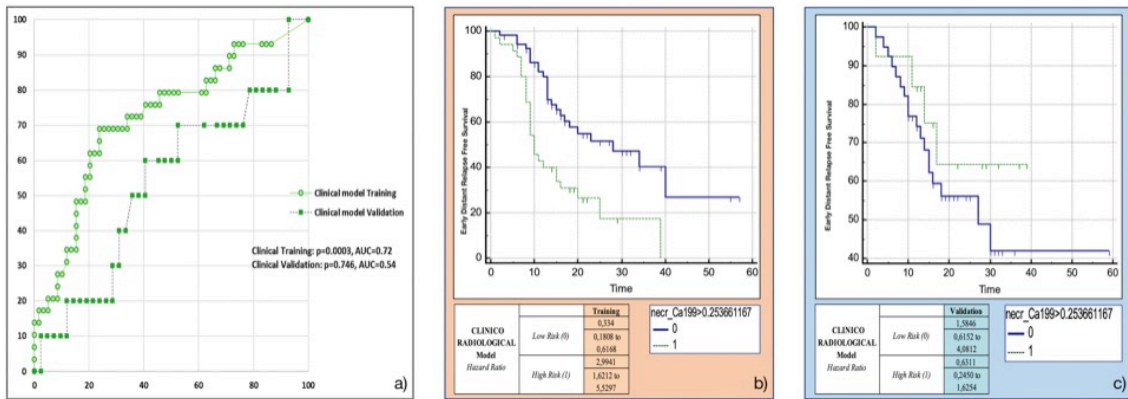 100
90
80
70
60
50
40
30
20
10
0
0 20 40 60 80 100
Clinical model Training
Clinical model Validation
Clinical Training: p=0.0003, AUC=0.72
Clinical Validation: p=0.746, AUC=0.54
a)
Early Distant Relapse Free Survival
100
80
60
40
20
0
0 10 20 30 40 50 60
Time
CLINICO
RADIOLOGICAL
Model
Hazard Ratio
Training
Low Risk (0)
0,334
0,1808 to
0,6168
High Risk (1)
2,9941
1,6212 to
5,5297
necr_Ca199>0.253661167
0
1
b)
Early Distant Relapse Free Survival
100
90
80
70
60
50
40
0 10 20 30 40 50 60
Time
CLINICO
RADIOLOGICAL
Model
Hazard Ratio
Validation
Low Risk (0)
1,5846
0,6152 to
4,0812
High Risk (1)
0,6311
0,2450 to
1,6254
necr_Ca199>0.253661167
0
1
c)